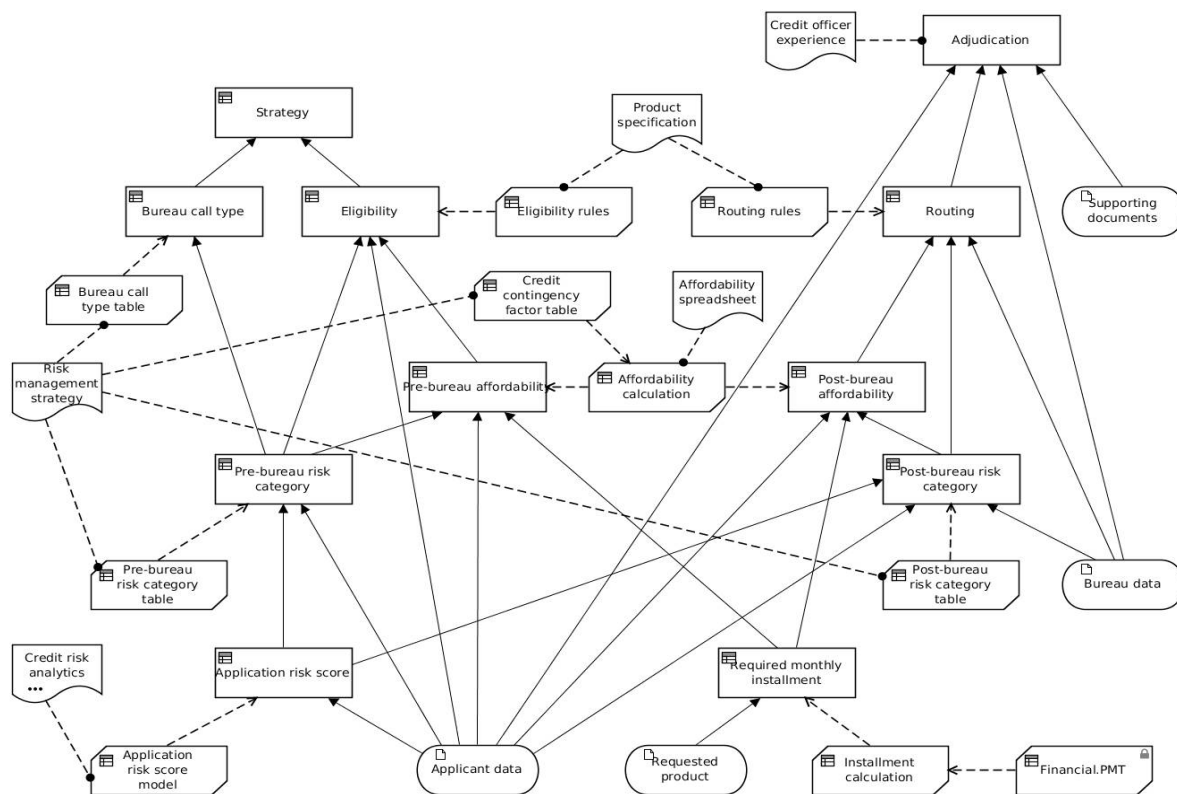 Credit officer
experience
Adjudication
Strategy
Product
specification
Bureau call type
Eligibility
Eligibility rules
Routing rules
Routing
Supporting
documents
Bureau call
type table
Credit
contingency
factor table
Affordability
spreadsheet
Risk
management
strategy
Pre-bureau affordability
Affordability
calculation
Post-bureau
affordability
Pre-bureau risk
category
Post-bureau risk
category
Pre-bureau
risk category
table
Post-bureau
risk category
table
Bureau data
Credit risk
analytics
Application risk score
Required monthly
installment
Application
risk score
model
Applicant data
Requested
product
Installment
calculation
Financial.PMT